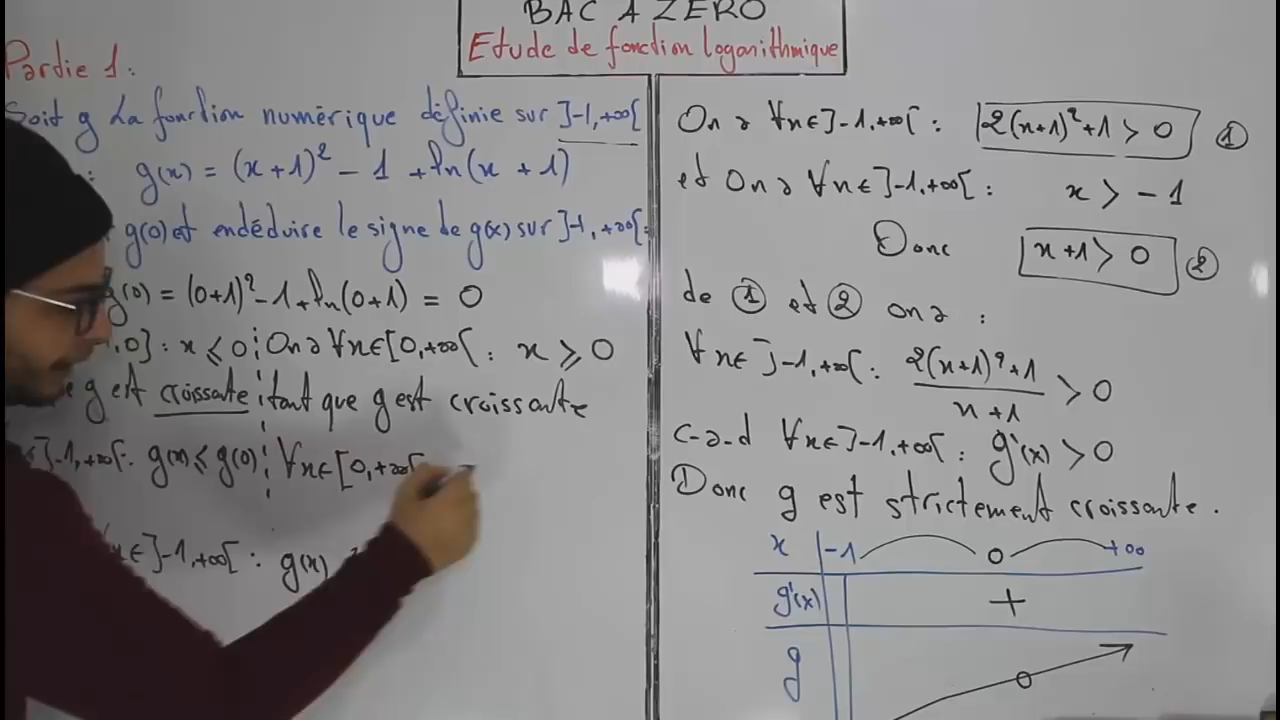 BAC A ZERO
Etude de fonction logarithmique
Partie 1:
Soit g la fonction numérique définie sur ]-1,+∞[
: g(x) = (x+1)² - 1 + ln(x + 1)
g(0) et endéduire le signe de g(x) sur ]-1,+∞[:
g(0) = (0+1)² - 1 + ln(0+1) = 0
,0] : x ⩽ 0 ¦ On a ∀x∈[0,+∞[ : x ⩾ 0
g est croissante ¦ tant que g est croissante
]-1,+∞[: g(x) ⩽ g(0) ¦ ∀x∈[0,+∞[
x∈]-1,+∞[ : g(x)
On a ∀x∈]-1,+∞[ : 2(x+1)²+1 > 0 ①
et On a ∀x∈]-1,+∞[ : x > -1
Donc x+1 > 0 ②
de ① et ② on a :
∀x∈]-1,+∞[ : 2(x+1)²+1 / x+1 > 0
c-a-d ∀x∈]-1,+∞[ : g'(x) > 0
Donc g est strictement croissante.
x -1 0 +∞
g'(x) +
g 0